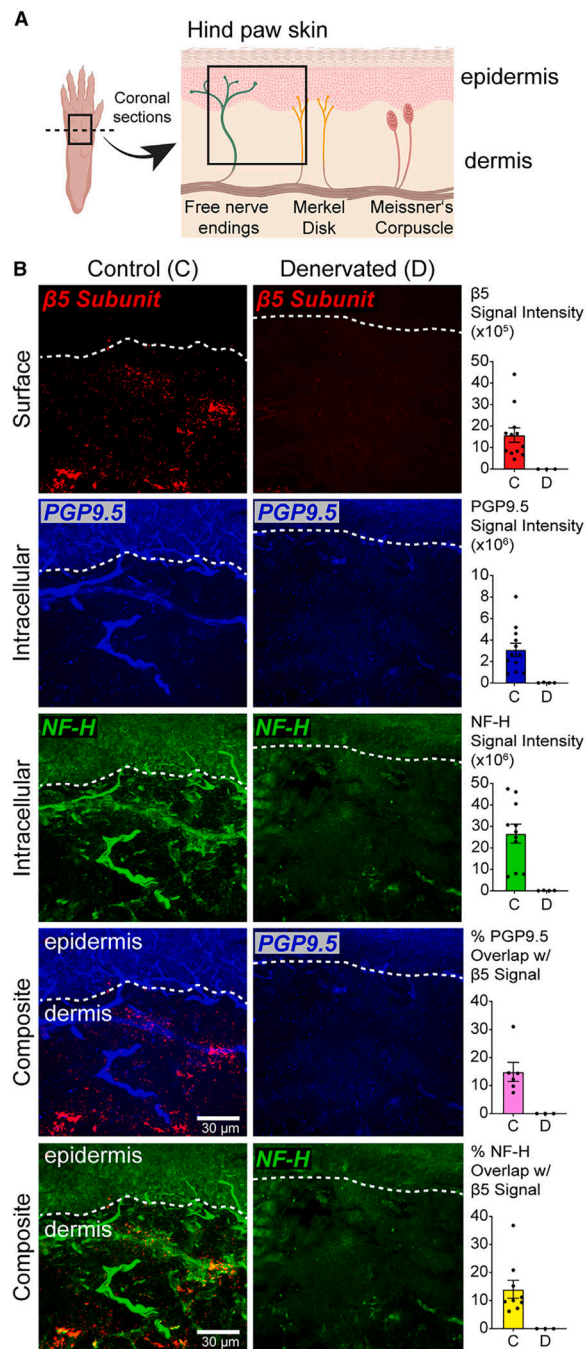 A
Hind paw skin
Coronal
sections
epidermis
dermis
Free nerve
endings
Merkel
Disk
Meissner's
Corpuscle
B
Control (C)
Denervated (D)
Surface
β5 Subunit
β5 Subunit
β5
Signal Intensity
(x10⁵)
50
40
30
20
10
0
C
D
Intracellular
PGP9.5
PGP9.5
PGP9.5
Signal Intensity
(x10⁶)
10
8
6
4
2
0
C
D
Intracellular
NF-H
NF-H
NF-H
Signal Intensity
(x10⁶)
50
40
30
20
10
0
C
D
Composite
epidermis
dermis
30 µm
PGP9.5
% PGP9.5
Overlap w/
β5 Signal
40
30
20
10
0
C
D
Composite
epidermis
dermis
30 µm
NF-H
% NF-H
Overlap w/
β5 Signal
40
30
20
10
0
C
D